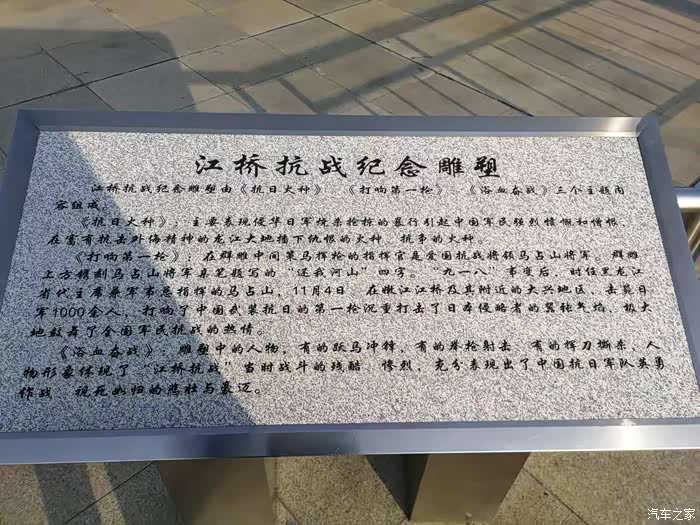 江桥抗战纪念雕塑
江桥抗战纪念雕塑由《抗日火种》、《打响第一枪》、《浴血奋战》三个主题内
容组成
《抗日火种》：主要表现侵华日军烧杀抢掠的暴行引起中国军民强烈愤慨和憎恨，
在富有抗击外侮精神的龙江大地播下仇恨的火种、抗争的火种。
《打响第一枪》：在群雕中间策马挥枪的指挥官是爱国抗战将领马占山将军，群雕
上方镌刻马占山将军亲笔题写的“还我河山”四字。“九一八”事变后，时任黑龙江
省代主席兼军事总指挥的马占山，11月4日 在嫩江江桥及其附近的大兴地区，击毙日
军1000余人，打响了中国武装抗日的第一枪沉重打击了日本侵略者的嚣张气焰，极大
地鼓舞了全国军民抗战的热情。
《浴血奋战》：雕塑中的人物，有的跃马冲锋，有的举枪射击 有的挥刀撕杀、人
物形象体现了“江桥抗战”当时战斗的残酷 惨烈，充分表现出了中国抗日军队英勇
作战 视死如归的悲壮与豪迈。
汽车之家